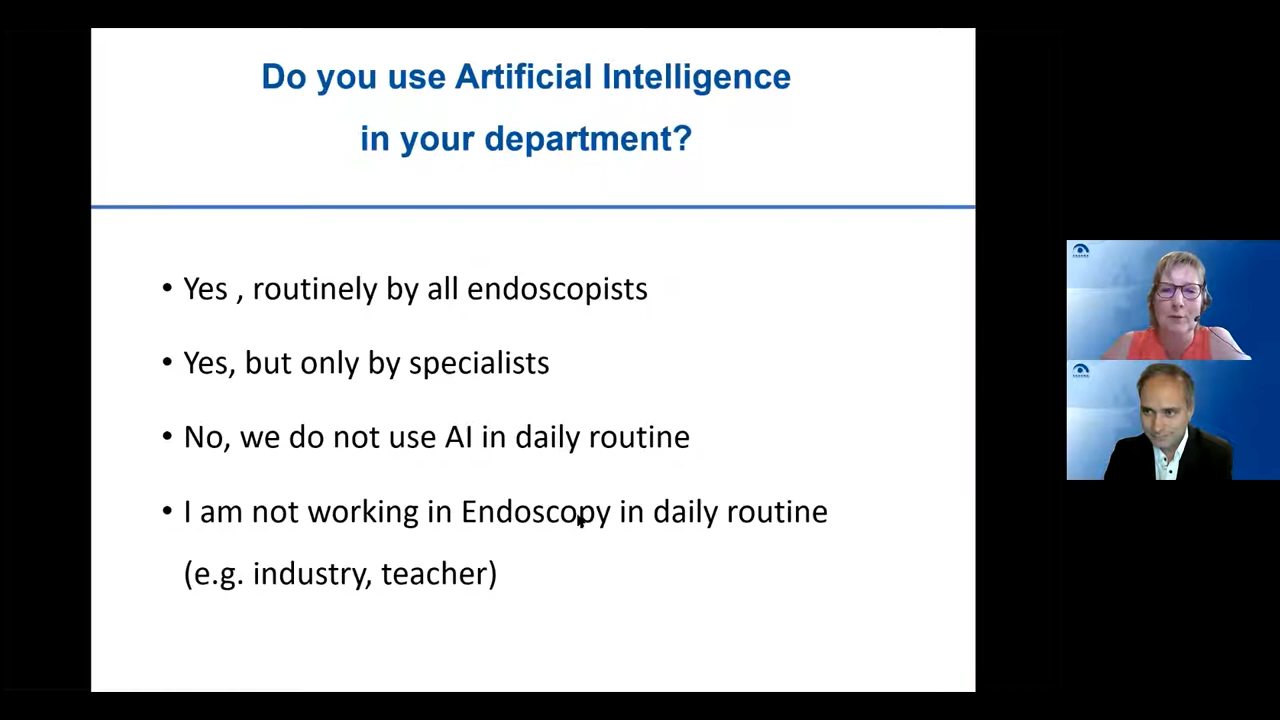 Do you use Artificial Intelligence
in your department?
• Yes , routinely by all endoscopists
• Yes, but only by specialists
• No, we do not use AI in daily routine
• I am not working in Endoscopy in daily routine
(e.g. industry, teacher)